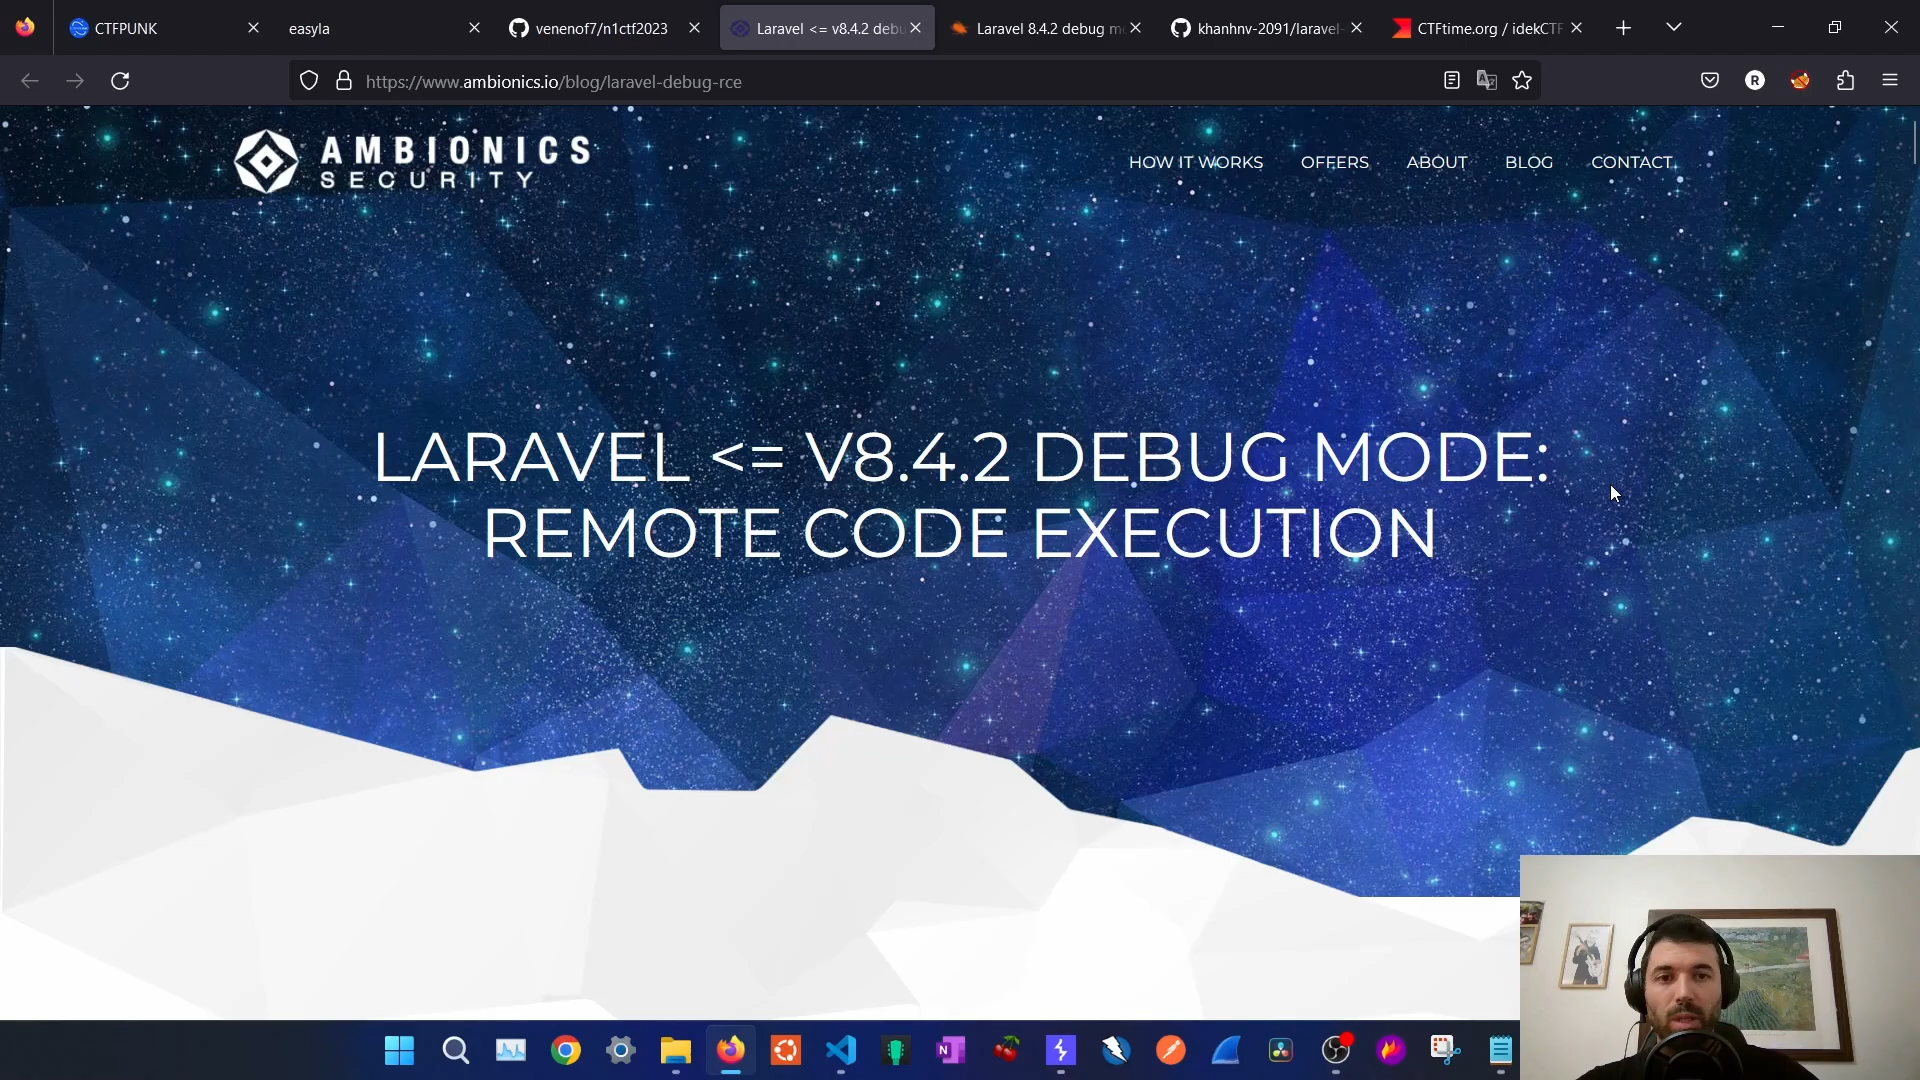 CTFPUNK
easyla
venenof7/n1ctf2023
Laravel <= v8.4.2 debu
Laravel 8.4.2 debug m
khanhnv-2091/laravel-
CTFtime.org / idekCTF
https://www.ambionics.io/blog/laravel-debug-rce
R
AMBIONICS
SECURITY
HOW IT WORKS
OFFERS
ABOUT
BLOG
CONTACT
LARAVEL <= V8.4.2 DEBUG MODE:
REMOTE CODE EXECUTION
N